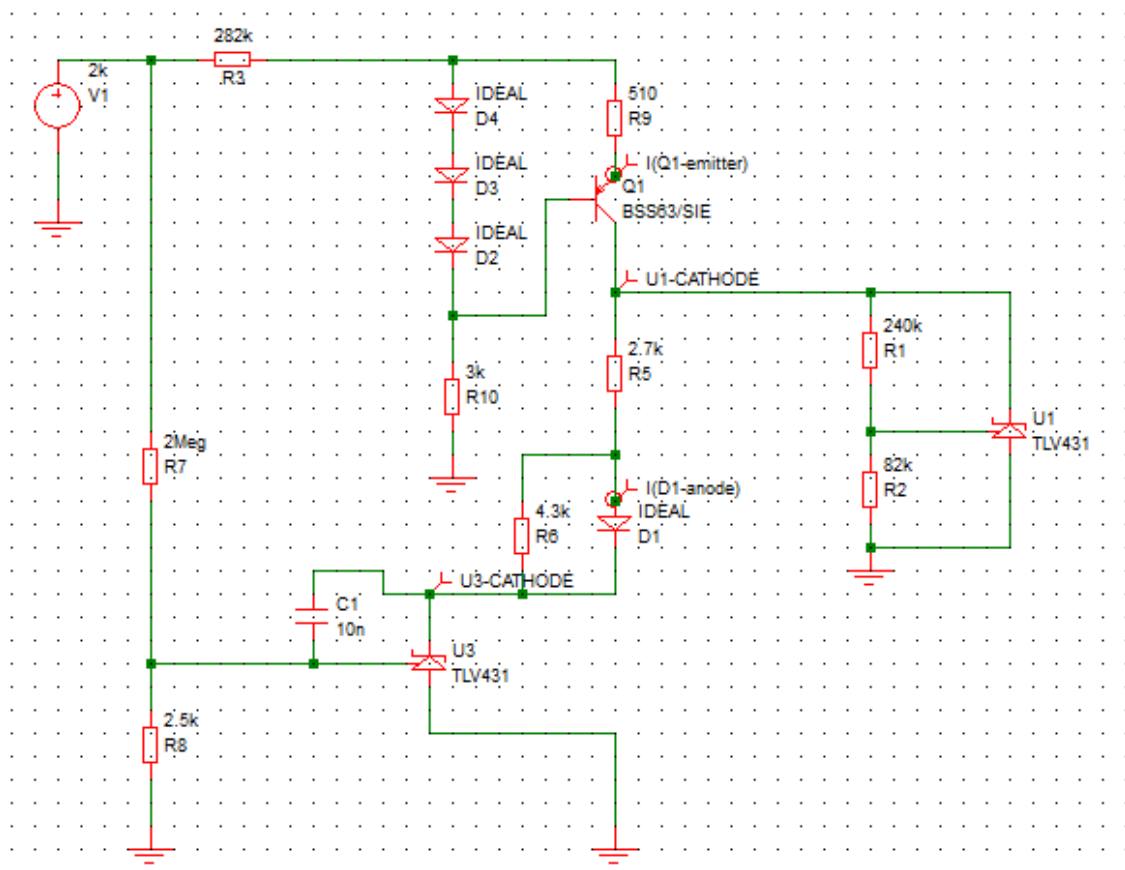 282k
R3
2k
V1
IDEAL
D4
510
R9
I(Q1-emitter)
IDEAL
D3
Q1
BSS63/SIE
IDEAL
D2
U1-CATHODE
240k
R1
2.7k
R5
3k
R10
U1
TLV431
2Meg
R7
82k
R2
I(D1-anode)
4.3k
R6
IDEAL
D1
U3-CATHODE
C1
10n
U3
TLV431
2.5k
R8